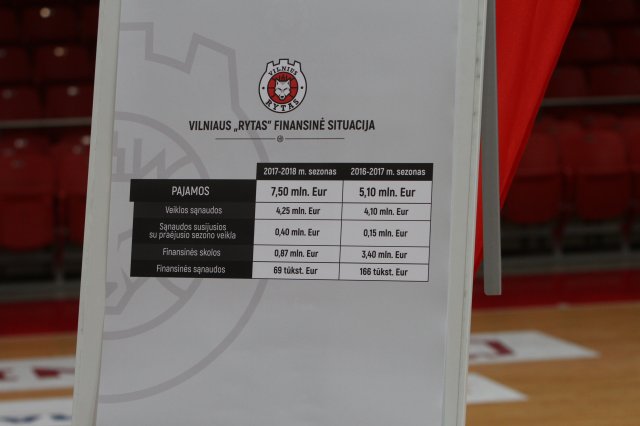 VILNIUS
RYTAS
VILNIAUS „RYTAS” FINANSINĖ SITUACIJA
2017-2018 m. sezonas 2016-2017 m. sezonas
PAJAMOS 7,50 mln. Eur 5,10 mln. Eur
Veiklos sąnaudos 4,25 mln. Eur 4,10 mln. Eur
Sąnaudos susijusios
su praėjusio sezono veikla 0,40 mln. Eur 0,15 mln. Eur
Finansinės skolos 0,87 mln. Eur 3,40 mln. Eur
Finansinės sąnaudos 69 tūkst. Eur 166 tūkst. Eur